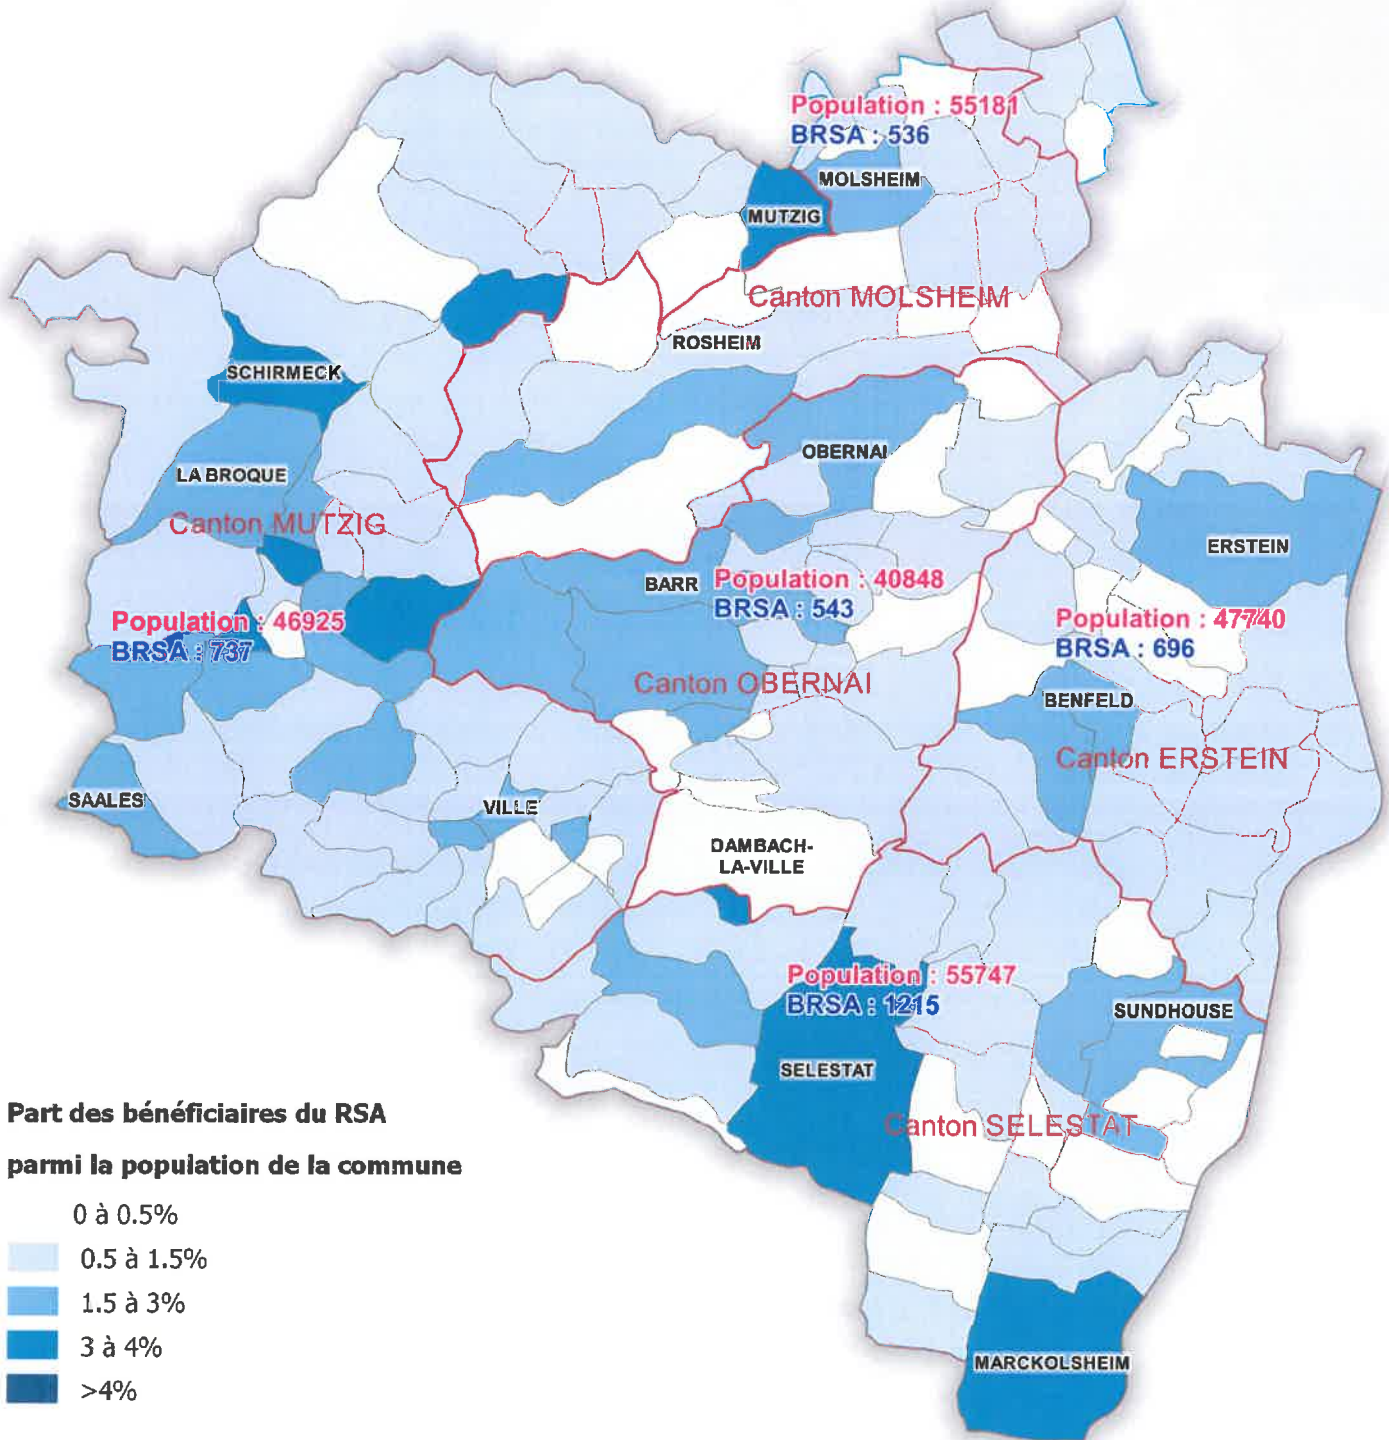 Population : 55181
BRSA : 536
MOLSHEIM
MUTZIG
Canton MOLSHEIM
ROSHEIM
SCHIRMECK
OBERNAI
LA BROQUE
Canton MUTZIG
ERSTEIN
BARR
Population : 40848
BRSA : 543
Population : 46925
BRSA : 737
Population : 47740
BRSA : 696
Canton OBERNAI
BENFELD
Canton ERSTEIN
SAALES
VILLE
DAMBACH-
LA-VILLE
Population : 55747
BRSA : 1215
SUNDHOUSE
SELESTAT
Canton SELESTAT
MARCKOLSHEIM
Part des bénéficiaires du RSA
parmi la population de la commune
0 à 0.5%
0.5 à 1.5%
1.5 à 3%
3 à 4%
>4%